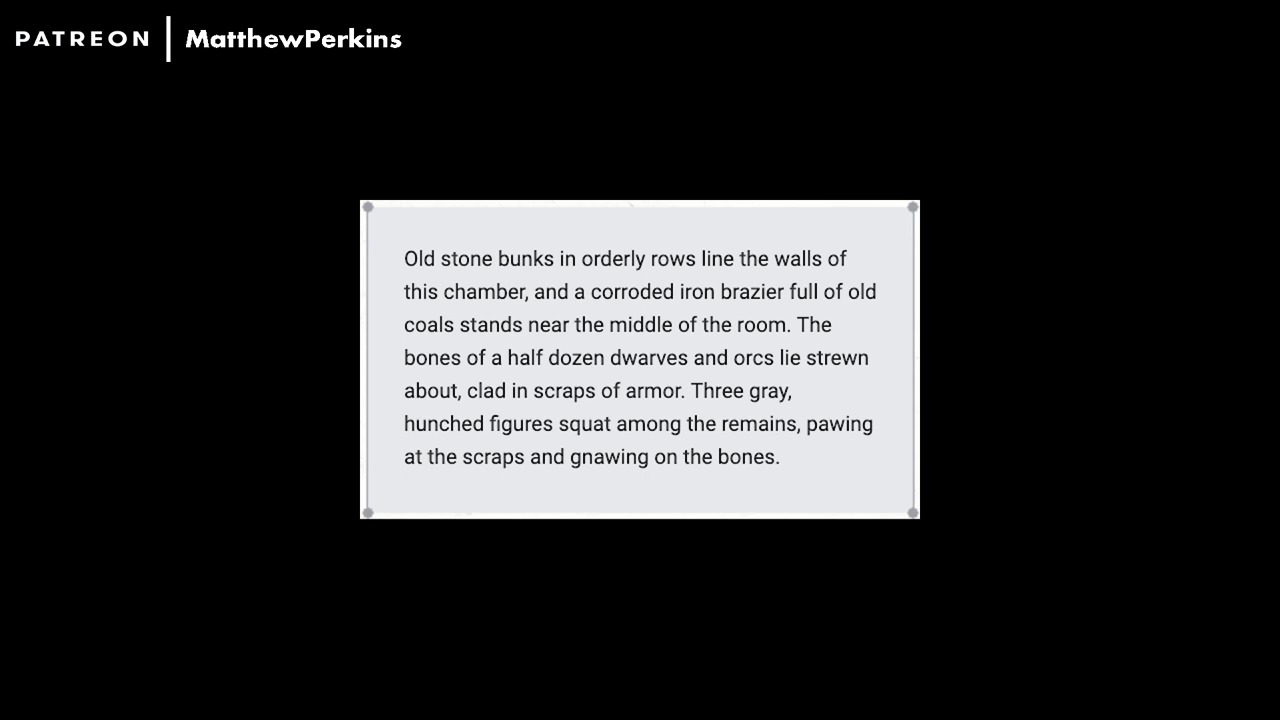 PATREON | MatthewPerkins
Old stone bunks in orderly rows line the walls of
this chamber, and a corroded iron brazier full of old
coals stands near the middle of the room. The
bones of a half dozen dwarves and orcs lie strewn
about, clad in scraps of armor. Three gray,
hunched figures squat among the remains, pawing
at the scraps and gnawing on the bones.